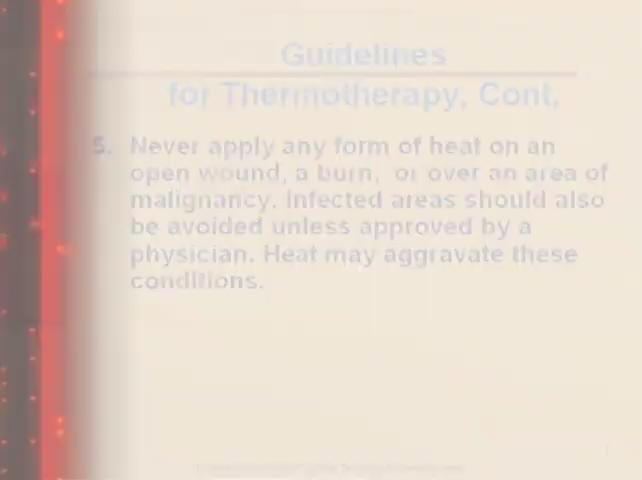 Guidelines
for Thermotherapy, Cont.
5. Never apply any form of heat on an
open wound, a burn, or over an area of
malignancy. Infected areas should also
be avoided unless approved by a
physician. Heat may aggravate these
conditions.